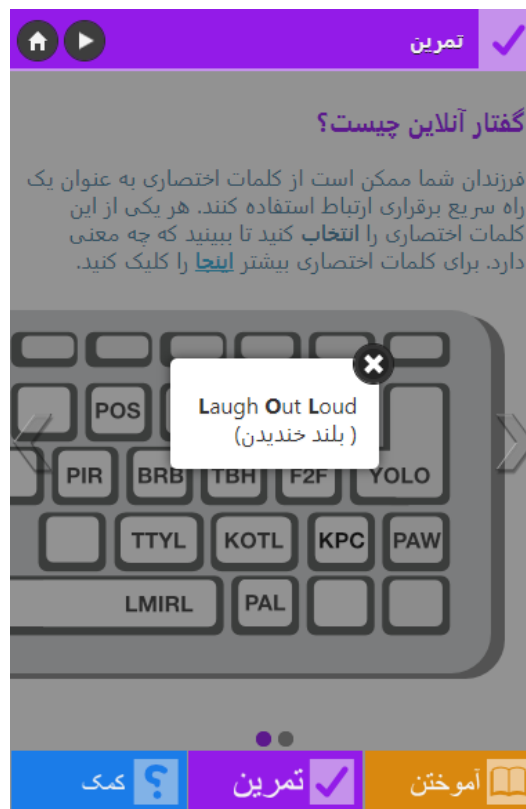 تمرین
گفتار آنلاین چیست؟
فرزندان شما ممکن است از کلمات اختصاری به عنوان یک
راه سریع برقراری ارتباط استفاده کنند. هر یکی از این
کلمات اختصاری را انتخاب کنید تا ببینید که چه معنی
دارد. برای کلمات اختصاری بیشتر اینجا را کلیک کنید.
Laugh Out Loud
( بلند خندیدن)
POS
PIR BRB TBH F2F YOLO
TTYL KOTL KPC PAW
LMIRL PAL
آموختن تمرین کمک